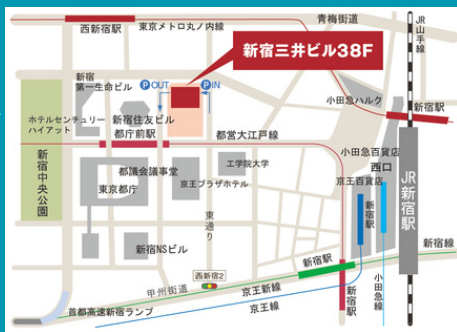 青梅街道
JR山手線
西新宿駅
東京メトロ丸ノ内線
新宿三井ビル38F
新宿
第一生命ビル
P OUT
P IN
小田急ハルク
新宿駅
ホテルセンチュリー
ハイアット
新宿住友ビル
都庁前駅
都営大江戸線
小田急百貨店
西口
新宿中央公園
都議会議事堂
東京都庁
工学院大学
京王プラザホテル
京王百貨店
新宿駅
JR新宿駅
東通り
新宿NSビル
新宿駅
新宿線
西新宿2
甲州街道
京王新線
京王線
首都高速新宿ランプ
新宿駅
小田急線